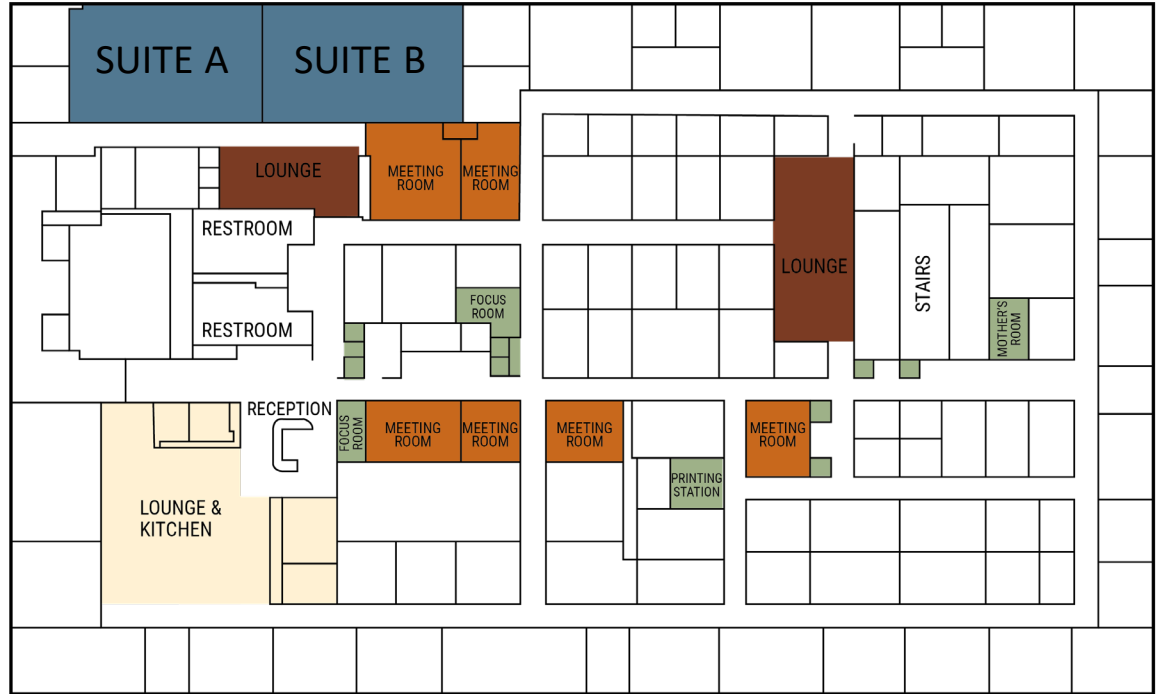 SUITE A
SUITE B
LOUNGE
MEETING
ROOM
MEETING
ROOM
RESTROOM
LOUNGE
STAIRS
FOCUS
ROOM
MOTHER'S
ROOM
RESTROOM
RECEPTION
FOCUS
ROOM
MEETING
ROOM
MEETING
ROOM
MEETING
ROOM
MEETING
ROOM
PRINTING
STATION
LOUNGE &
KITCHEN